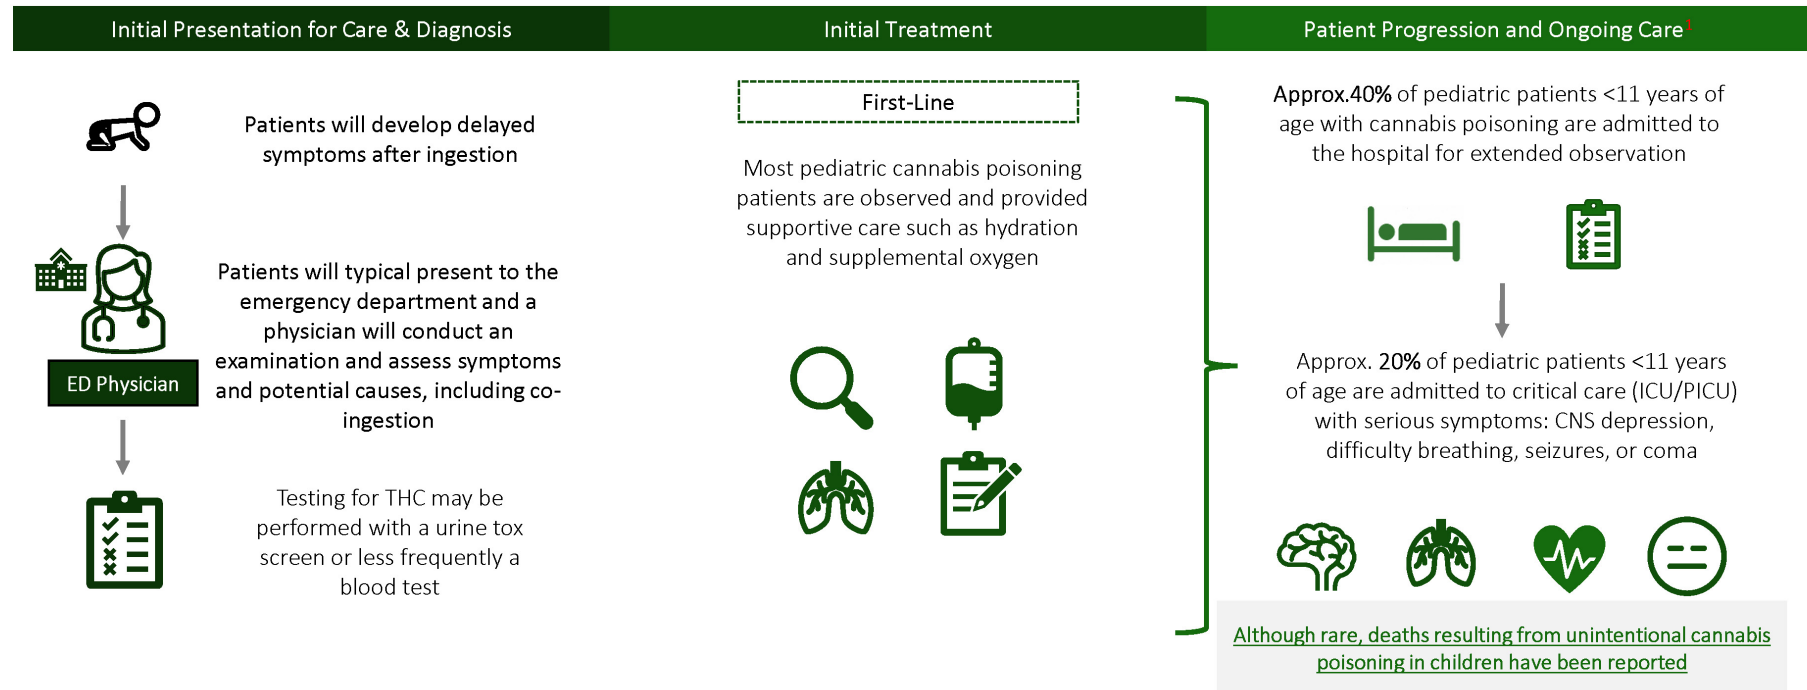 Initial Presentation for Care & Diagnosis
Initial Treatment
Patient Progression and Ongoing Care1
Patients will develop delayed
symptoms after ingestion
Patients will typical present to the
emergency department and a
physician will conduct an
examination and assess symptoms
and potential causes, including co-
ingestion
ED Physician
Testing for THC may be
performed with a urine tox
screen or less frequently a
blood test
First-Line
Most pediatric cannabis poisoning
patients are observed and provided
supportive care such as hydration
and supplemental oxygen
Approx.40% of pediatric patients <11 years of
age with cannabis poisoning are admitted to
the hospital for extended observation
Approx. 20% of pediatric patients <11 years
of age are admitted to critical care (ICU/PICU)
with serious symptoms: CNS depression,
difficulty breathing, seizures, or coma
Although rare, deaths resulting from unintentional cannabis
poisoning in children have been reported